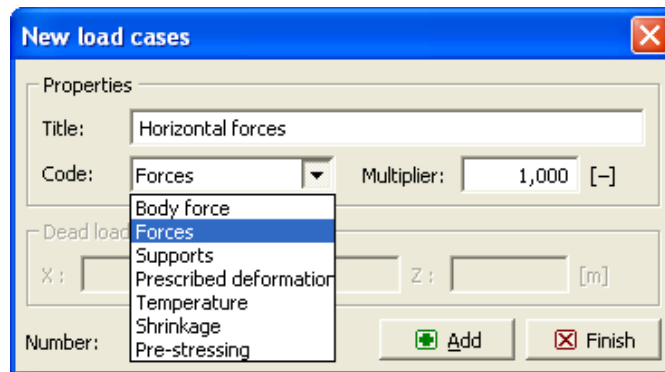 New load cases
Properties
Title: Horizontal forces
Code: Forces Multiplier: 1,000 [–]
Body force
Forces
Supports
Prescribed deformation
Temperature
Shrinkage
Pre-stressing
Dead load
X : Z : [m]
Number: Add Finish